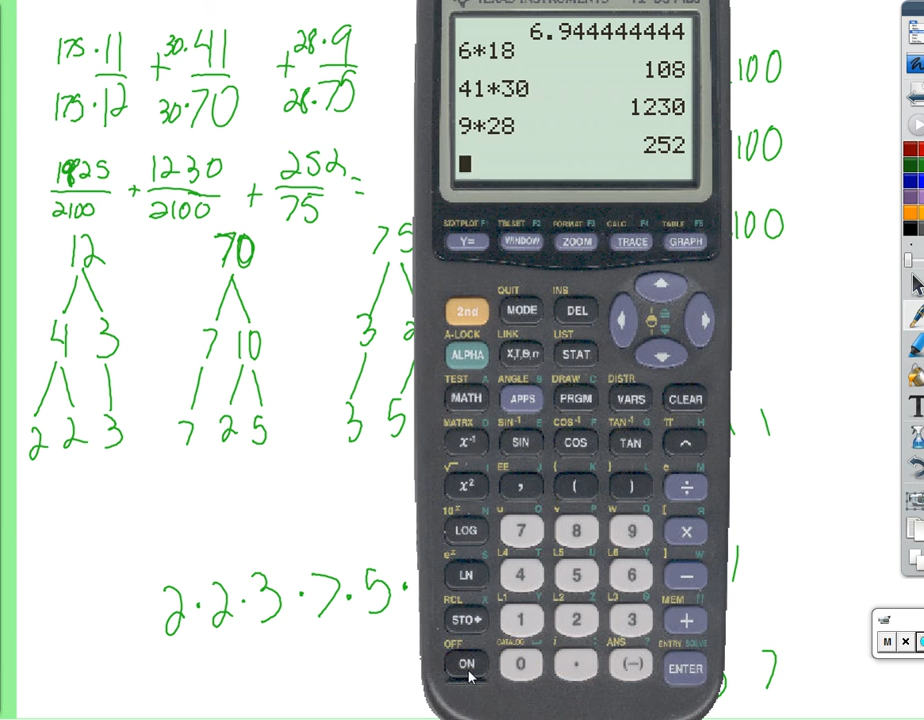 TEXAS INSTRUMENTS
6.944444444
6*18
108
41*30
1230
9*28
252
175·11/175·12 + 30·41/30·70 + 28·9/28·75
100
100
100
1925/2100 + 1230/2100 + 252/75 =
12 70 75
4 3 7 10 3
2 2 3 7 2 5 3 5
2·2·3·7·5·
7
STATPLOT F1 TBLSET F2 FORMAT F3 CALC F4 TABLE F5
Y= WINDOW ZOOM TRACE GRAPH
QUIT INS
2nd MODE DEL
A-LOCK LINK LIST
ALPHA X,T,θ,n STAT
TEST A ANGLE B DRAW C DISTR
MATH APPS PRGM VARS CLEAR
MATRX D SIN⁻¹ E COS⁻¹ F TAN⁻¹ G π H
x⁻¹ SIN COS TAN ^
√ I EE J { K } L e M
x² , ( ) ÷
10ˣ N u O v P w Q [ R
LOG 7 8 9 ×
eˣ S L4 T L5 U L6 V ] W
LN 4 5 6 −
RCL X L1 Y L2 Z L3 θ MEM "
STO▸ 1 2 3 +
OFF CATALOG i : ANS ? ENTRY SOLVE
ON 0 . (−) ENTER
T
M